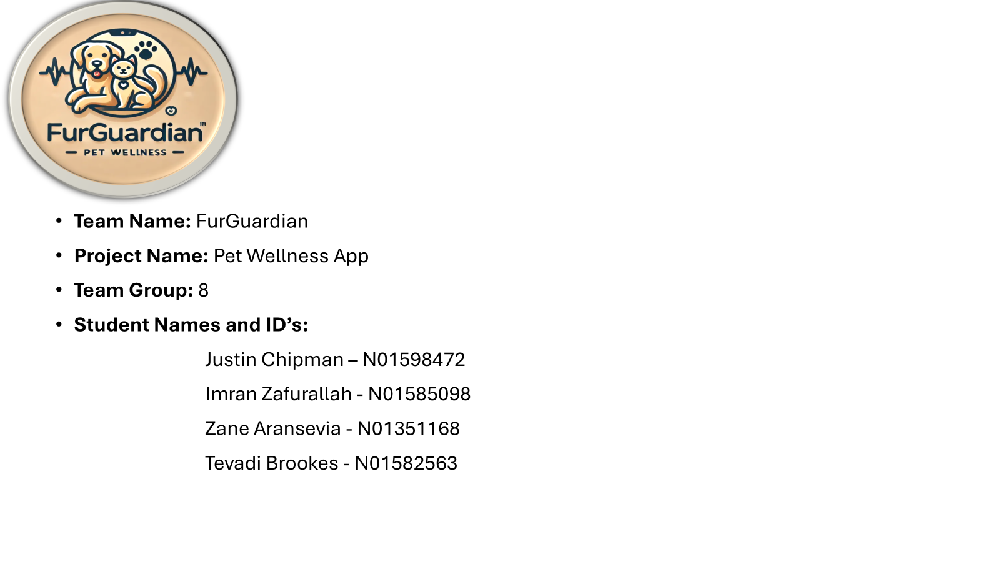 FurGuardian
PET WELLNESS
• Team Name: FurGuardian
• Project Name: Pet Wellness App
• Team Group: 8
• Student Names and ID’s:
Justin Chipman – N01598472
Imran Zafurallah - N01585098
Zane Aransevia - N01351168
Tevadi Brookes - N01582563